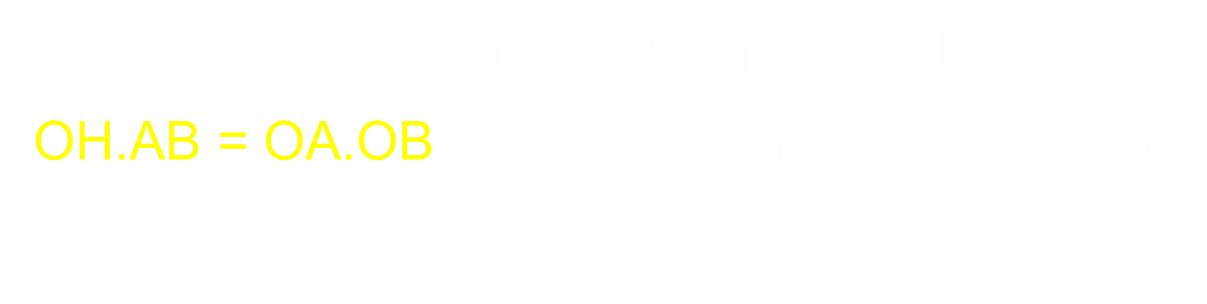 OH.AB = OA.OB